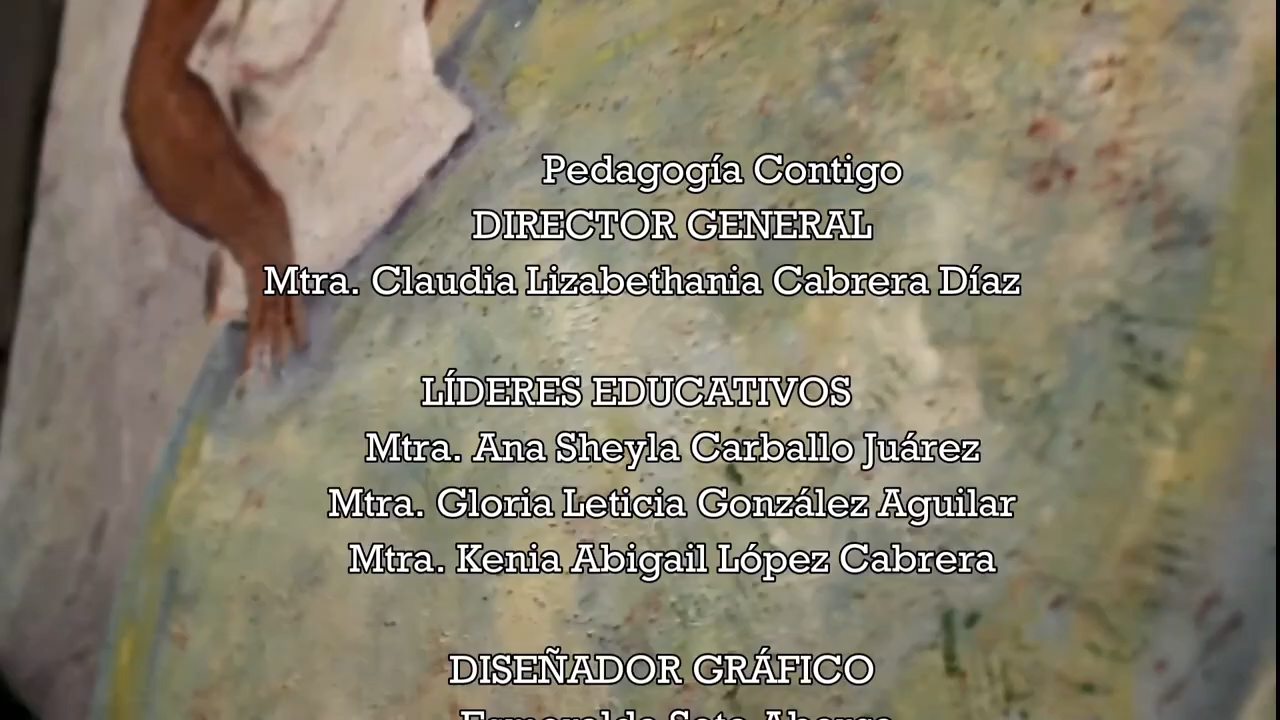 Pedagogía Contigo
DIRECTOR GENERAL
Mtra. Claudia Lizabethania Cabrera Díaz
LÍDERES EDUCATIVOS
Mtra. Ana Sheyla Carballo Juárez
Mtra. Gloria Leticia González Aguilar
Mtra. Kenia Abigail López Cabrera
DISEÑADOR GRÁFICO